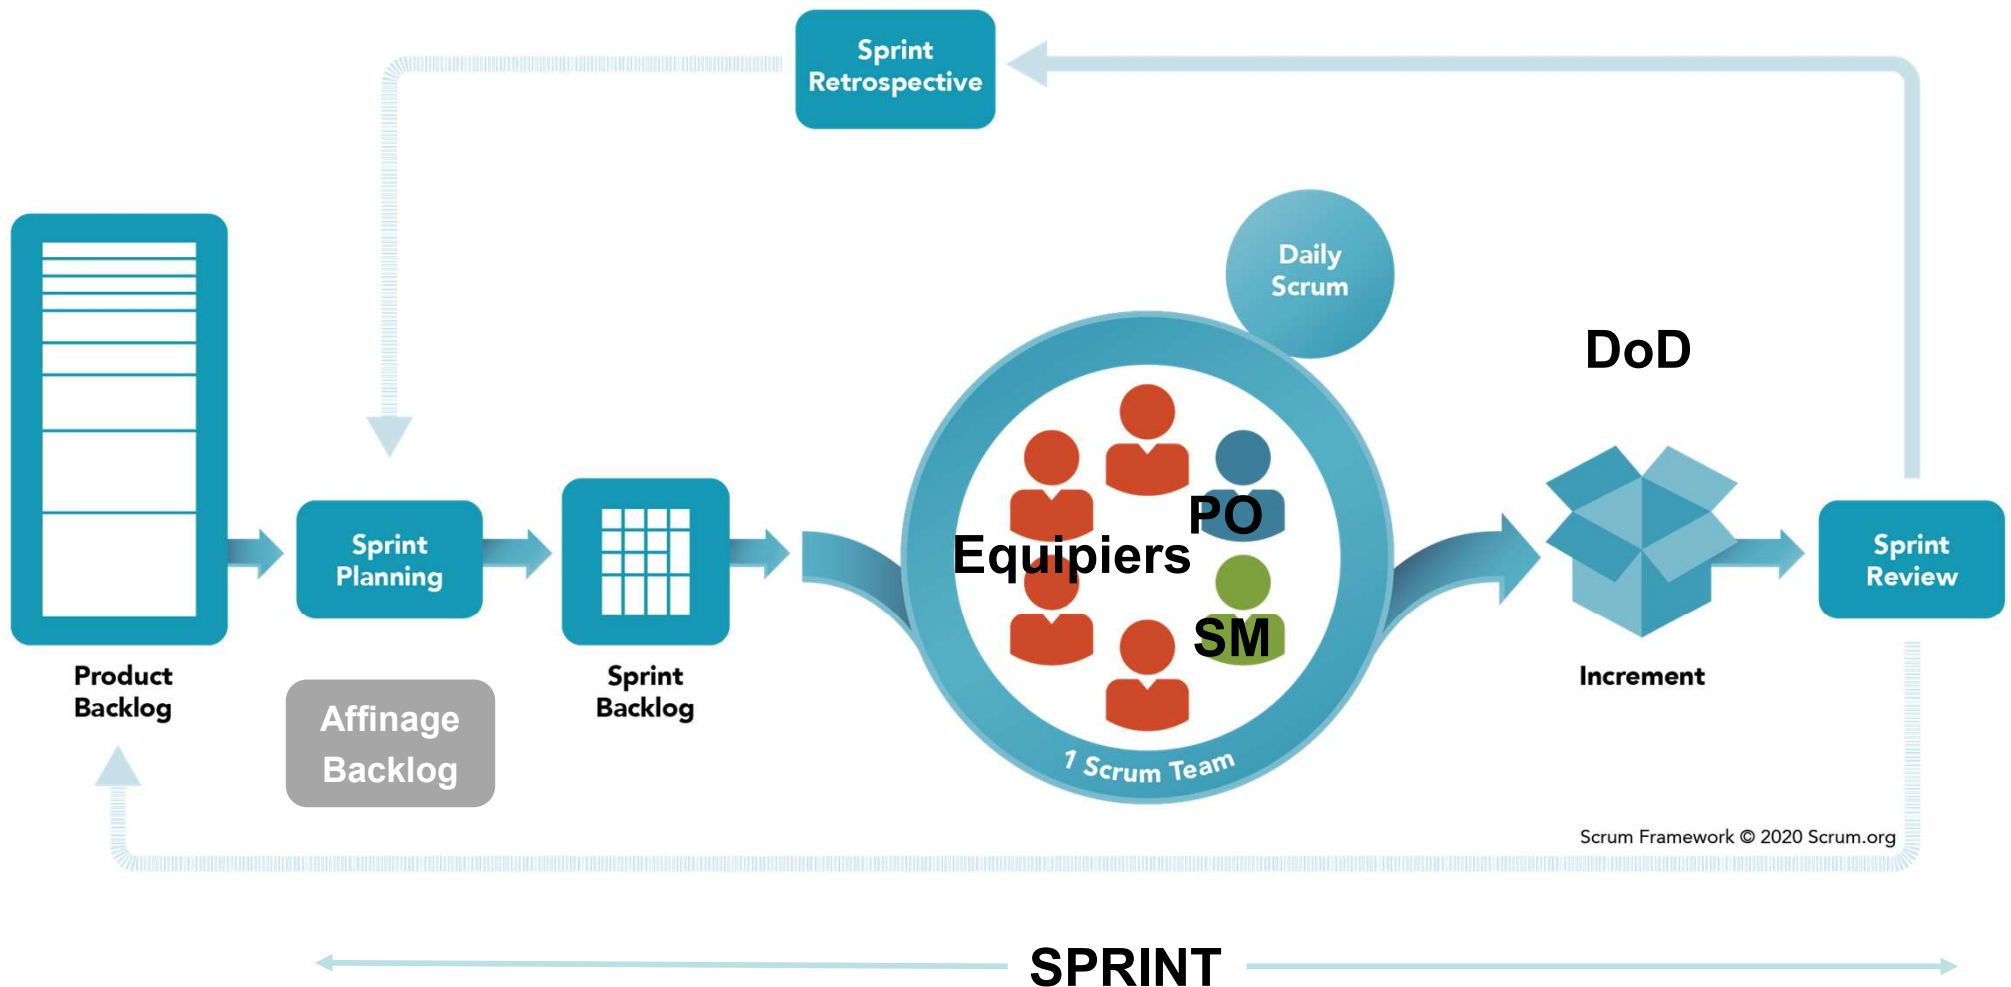 Sprint
Retrospective
Daily
Scrum
DoD
PO
Equipiers
SM
Sprint
Planning
Sprint
Review
Product
Backlog
Affinage
Backlog
Sprint
Backlog
Increment
1 Scrum Team
Scrum Framework © 2020 Scrum.org
SPRINT